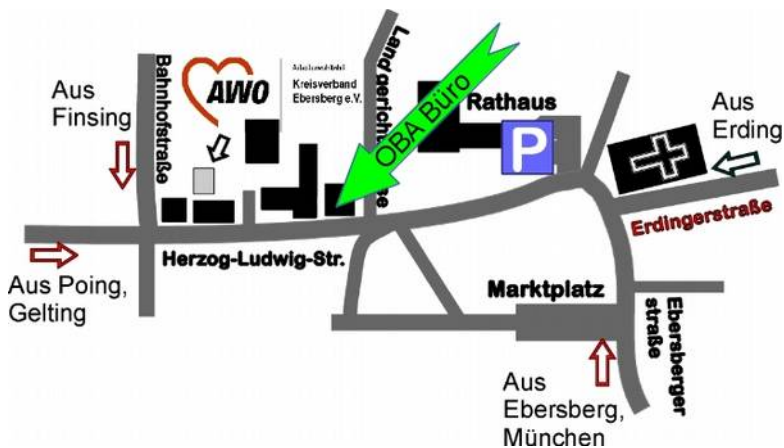 Aus
Finsing
Bahnhofstraße
AWO
Kreisverband
Ebersberg e.V.
OBA Büro
Rathaus
P
Aus
Erding
Erdingerstraße
Herzog-Ludwig-Str.
Aus Poing,
Gelting
Marktplatz
Ebersberger
straße
Aus
Ebersberg,
München